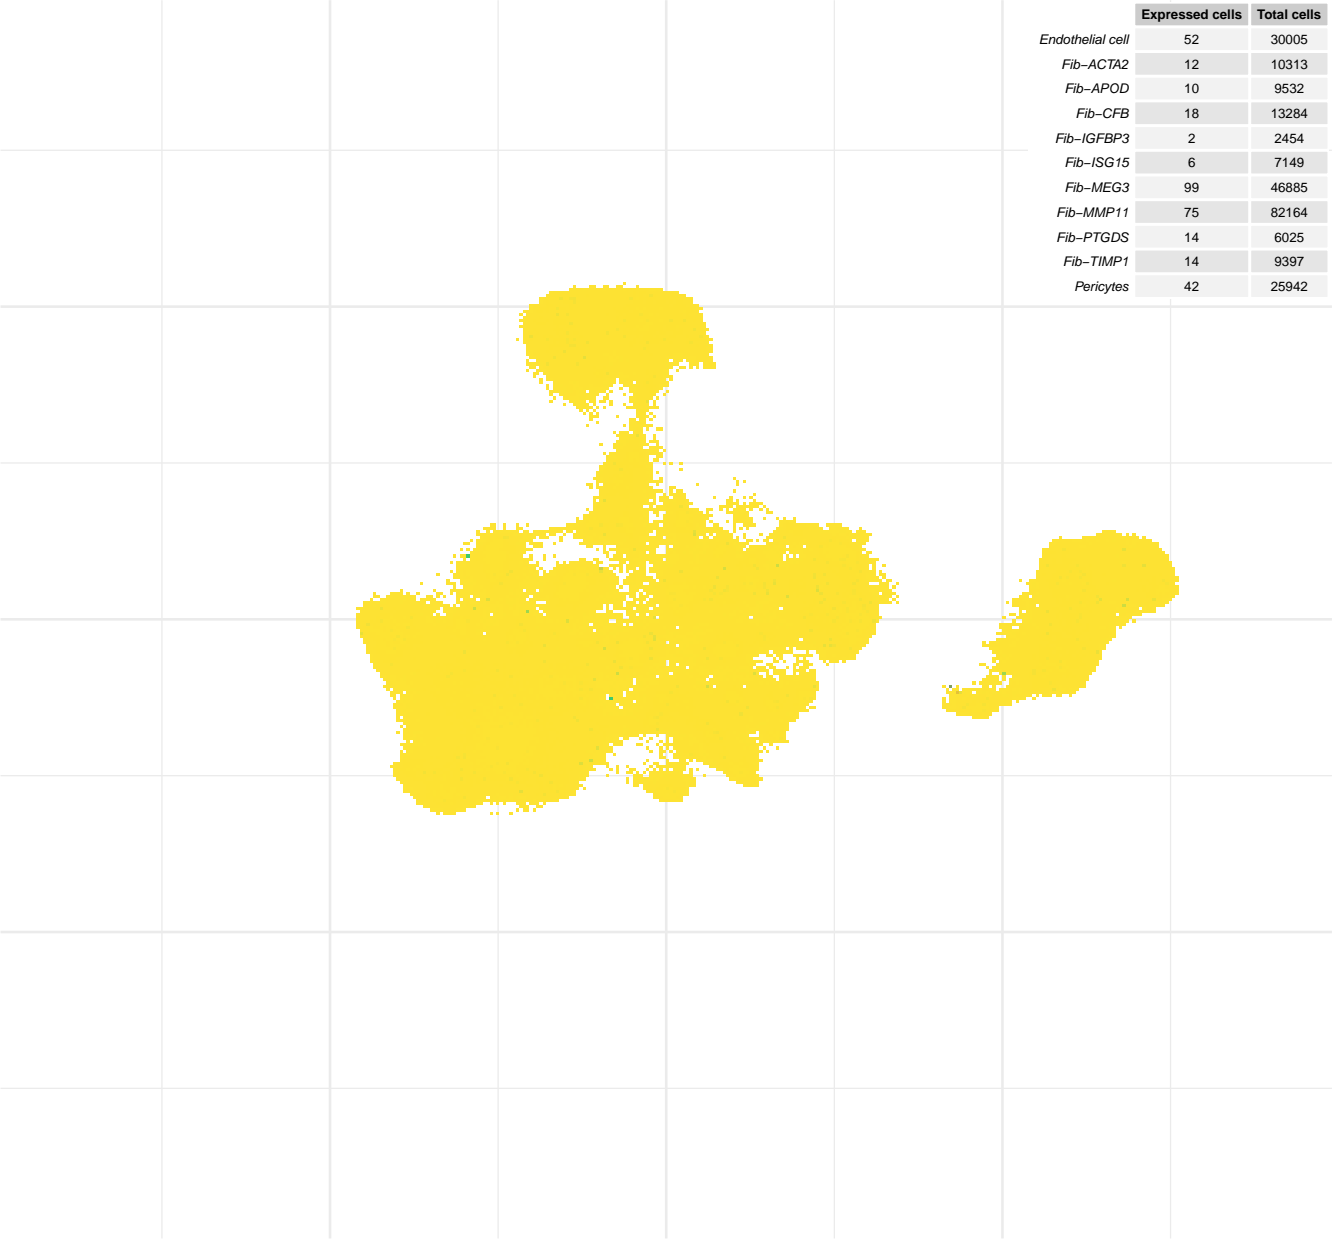 Expressed cells Total cells
Endothelial cell 52 30005
Fib−ACTA2 12 10313
Fib−APOD 10 9532
Fib−CFB 18 13284
Fib−IGFBP3 2 2454
Fib−ISG15 6 7149
Fib−MEG3 99 46885
Fib−MMP11 75 82164
Fib−PTGDS 14 6025
Fib−TIMP1 14 9397
Pericytes 42 25942